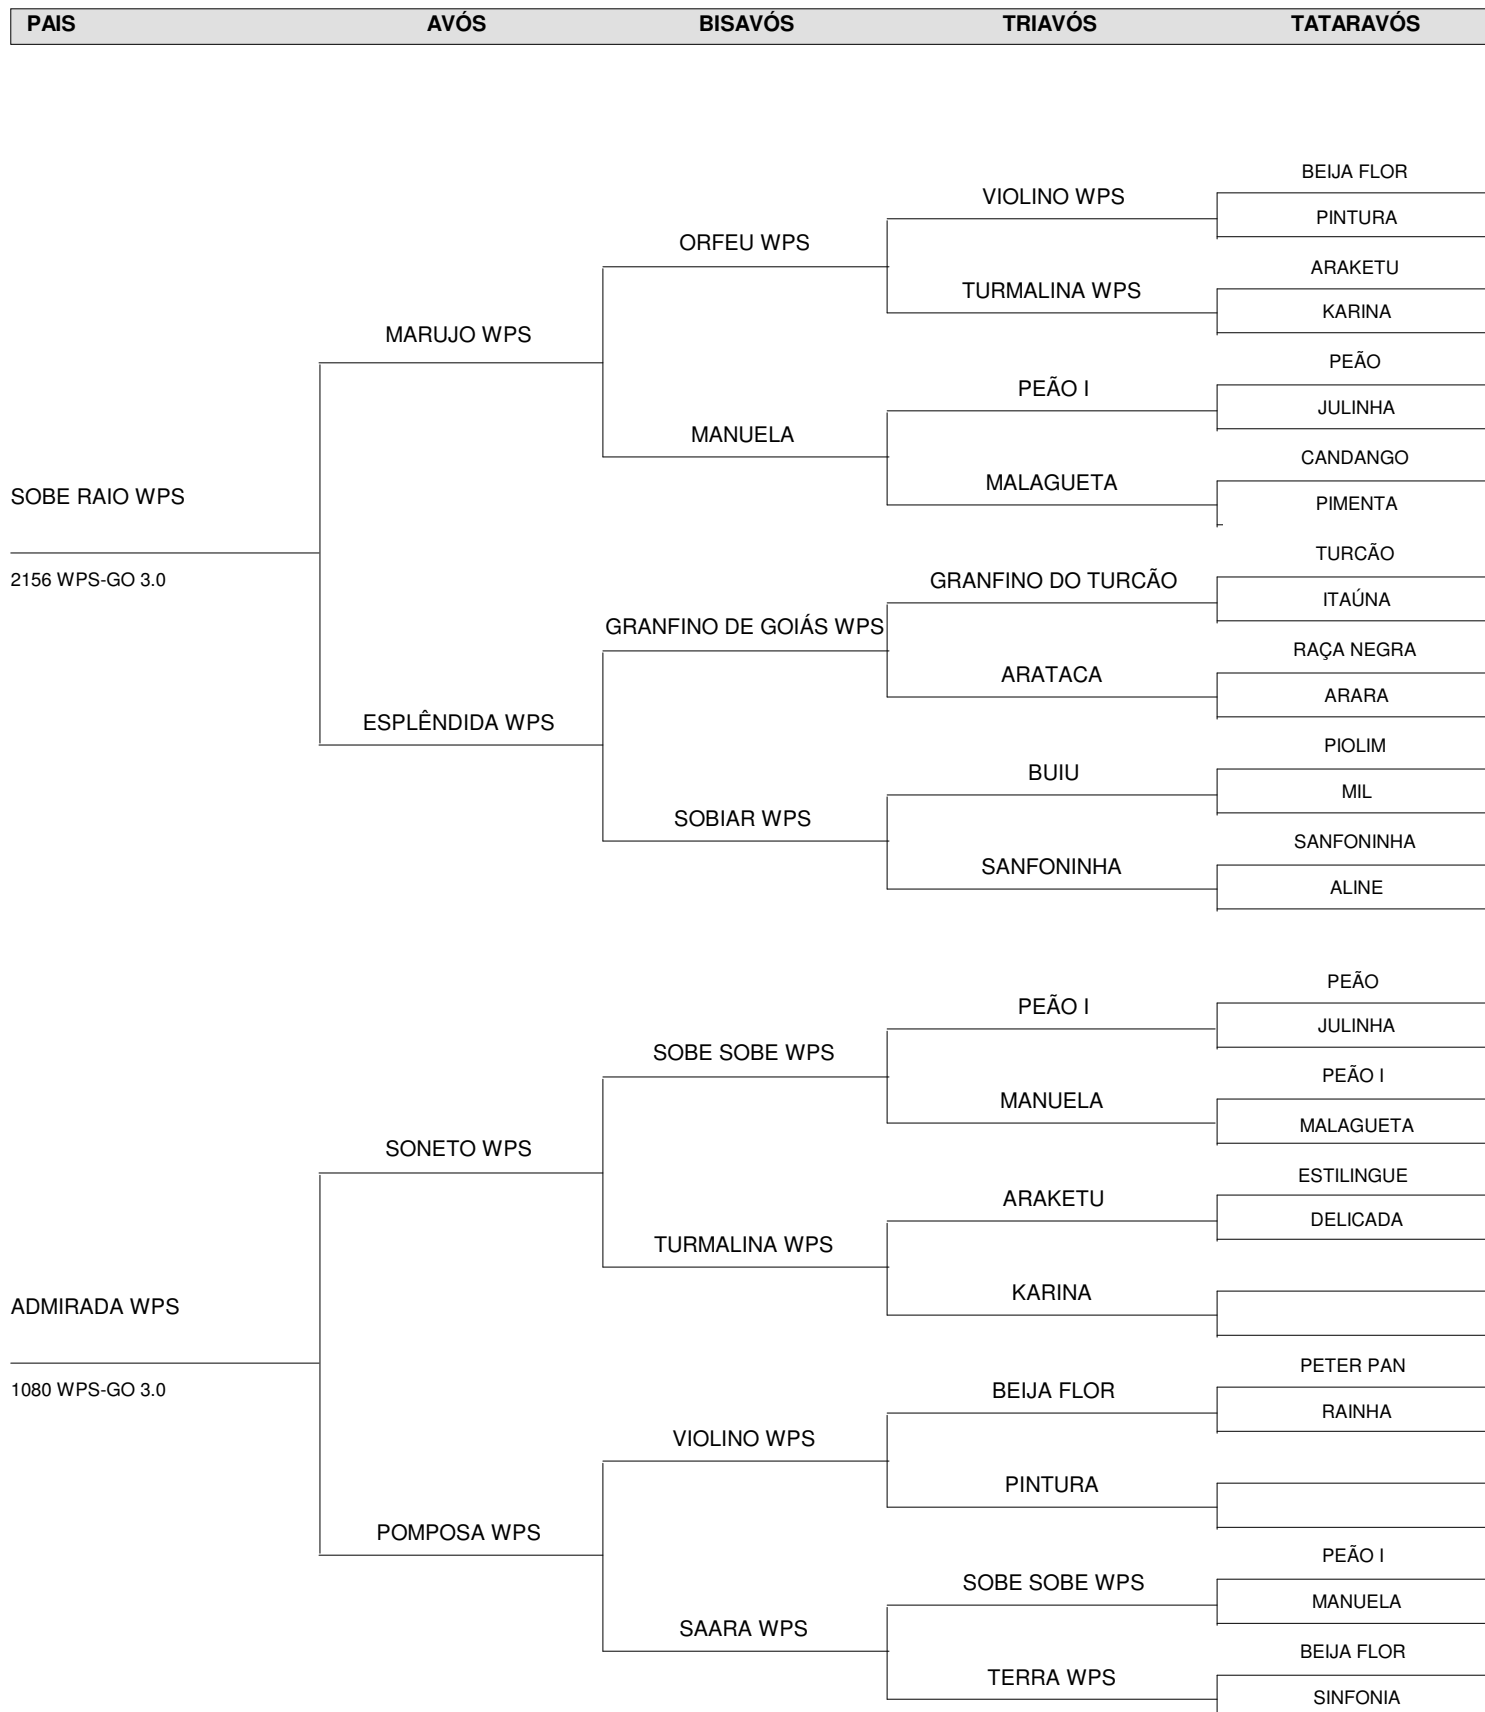 PAIS AVÓS BISAVÓS TRIAVÓS TATARAVÓS
BEIJA FLOR
VIOLINO WPS
PINTURA
ORFEU WPS
ARAKETU
TURMALINA WPS
KARINA
MARUJO WPS
PEÃO
PEÃO I
JULINHA
MANUELA
CANDANGO
MALAGUETA
SOBE RAIO WPS
PIMENTA
TURCÃO
2156 WPS-GO 3.0
GRANFINO DO TURCÃO
ITAÚNA
GRANFINO DE GOIÁS WPS
RAÇA NEGRA
ARATACA
ARARA
ESPLÊNDIDA WPS
PIOLIM
BUIU
MIL
SOBIAR WPS
SANFONINHA
SANFONINHA
ALINE
PEÃO
PEÃO I
JULINHA
SOBE SOBE WPS
PEÃO I
MANUELA
MALAGUETA
SONETO WPS
ESTILINGUE
ARAKETU
DELICADA
TURMALINA WPS
KARINA
ADMIRADA WPS
PETER PAN
1080 WPS-GO 3.0
BEIJA FLOR
RAINHA
VIOLINO WPS
PINTURA
POMPOSA WPS
PEÃO I
SOBE SOBE WPS
MANUELA
SAARA WPS
BEIJA FLOR
TERRA WPS
SINFONIA